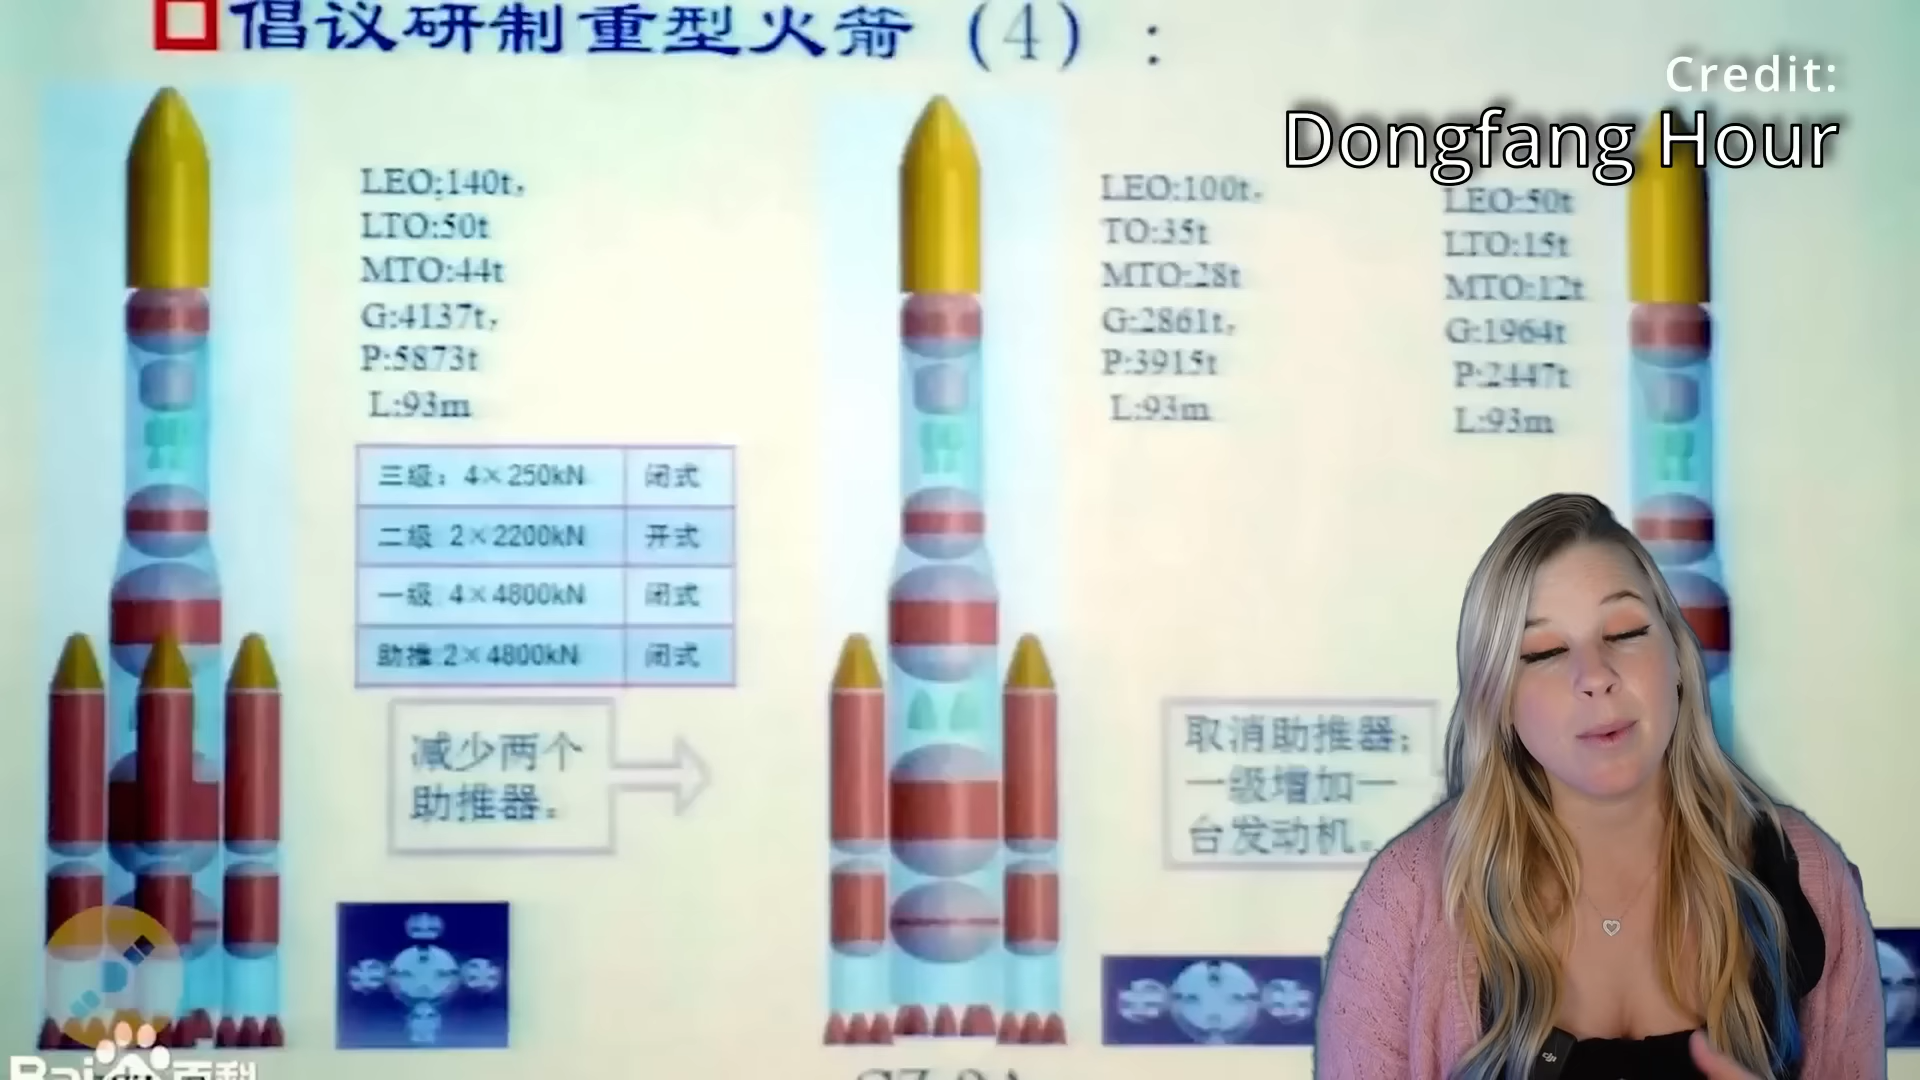 倡议研制重型火箭（4）：
Credit:
Dongfang Hour
LEO:140t,
LTO:50t
MTO:44t
G:4137t,
P:5873t
L:93m
三级：4×250kN 闭式
二级 2×2200kN 开式
一级 4×4800kN 闭式
助推 2×4800kN 闭式
减少两个
助推器。
LEO:100t,
TO:35t
MTO:28t
G:2861t,
P:3915t
L:93m
取消助推器；
一级增加一
台发动机。
LEO:50t
LTO:15t
MTO:12t
G:1964t
P:2447t
L:93m